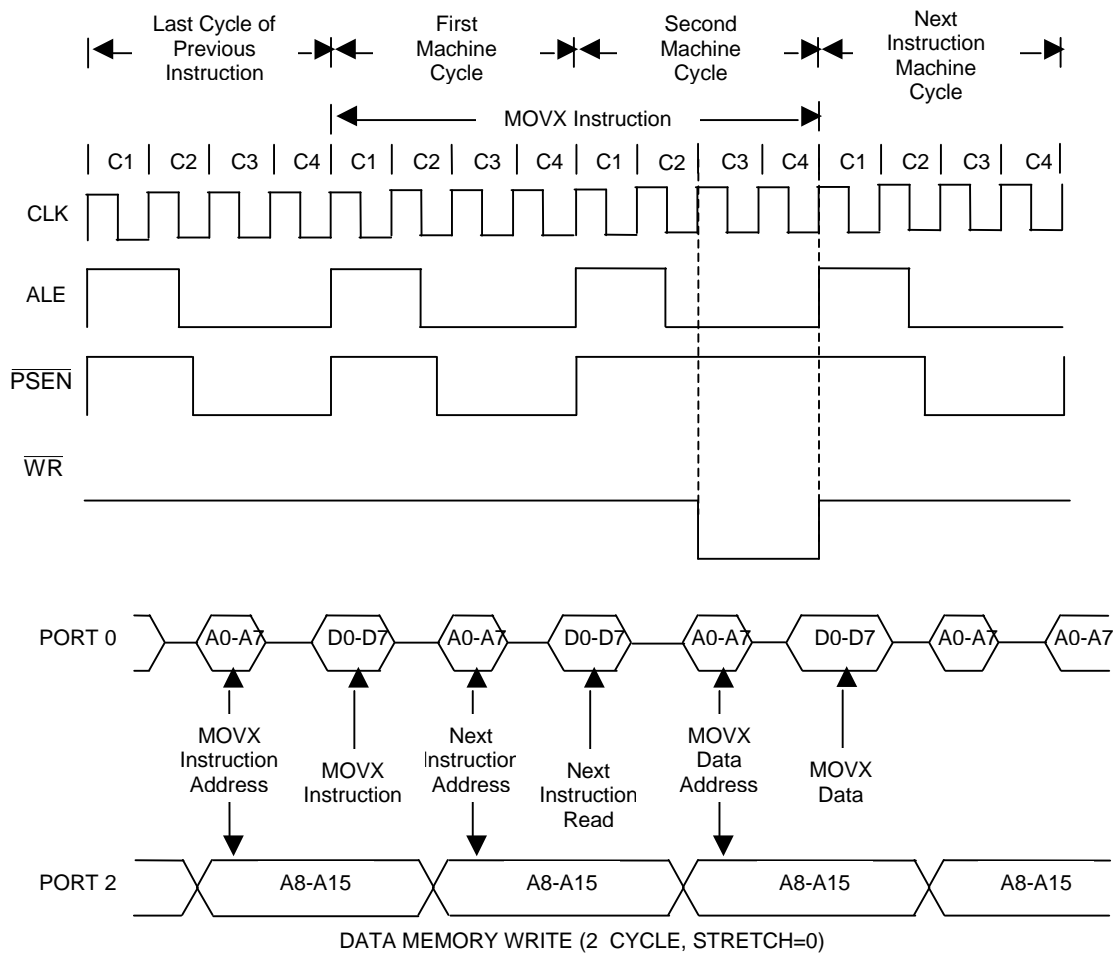 Last Cycle of
Previous
Instruction
First
Machine
Cycle
Second
Machine
Cycle
Next
Instruction
Machine
Cycle
MOVX Instruction
C1 C2 C3 C4 C1 C2 C3 C4 C1 C2 C3 C4 C1 C2 C3 C4
CLK
ALE
PSEN
WR
PORT 0 A0-A7 D0-D7 A0-A7 D0-D7 A0-A7 D0-D7 A0-A7 A0-A7
MOVX
Instruction
Address
MOVX
Instruction
Next
Instruction
Address
Next
Instruction
Read
MOVX
Data
Address
MOVX
Data
PORT 2 A8-A15 A8-A15 A8-A15 A8-A15
DATA MEMORY WRITE (2 CYCLE, STRETCH=0)